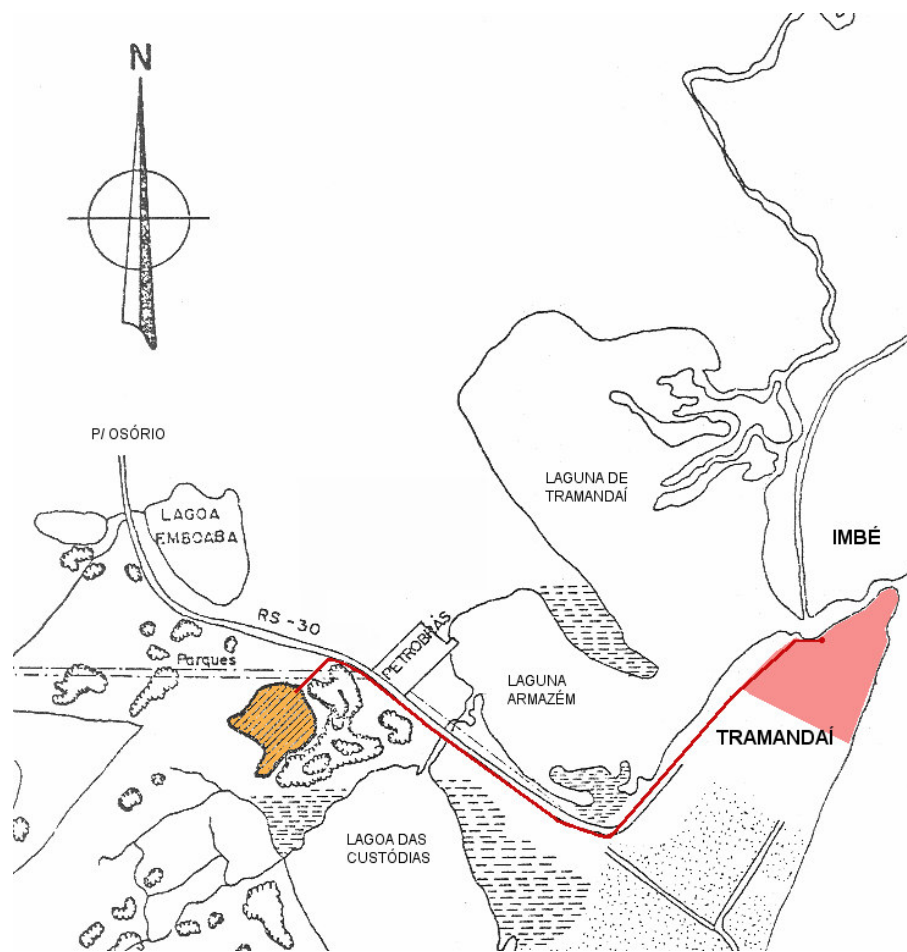 N
P/ OSÓRIO
LAGUNA DE
TRAMANDAÍ
LAGOA
EMBOABA
IMBÉ
RS-30
PETROBRÁS
Parques
LAGUNA
ARMAZÉM
TRAMANDAÍ
LAGOA DAS
CUSTÓDIAS